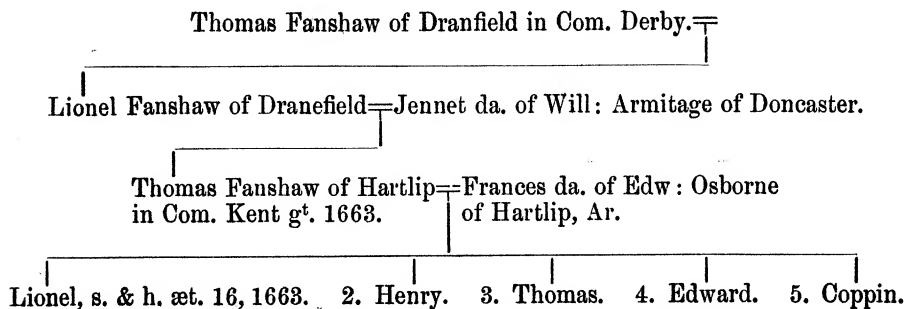 Thomas Fanshaw of Dranfield in Com. Derby.
Lionel Fanshaw of Dranefield=Jennet da. of Will: Armitage of Doncaster.
Thomas Fanshaw of Hartlip=Frances da. of Edw: Osborne
in Com. Kent gᵗ. 1663. of Hartlip, Ar.
Lionel, s. & h. æt. 16, 1663. 2. Henry. 3. Thomas. 4. Edward. 5. Coppin.